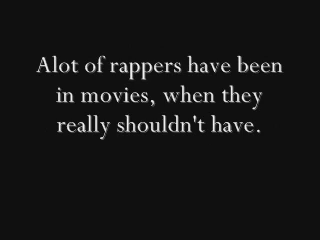 Alot of rappers have been
in movies, when they
really shouldn't have.